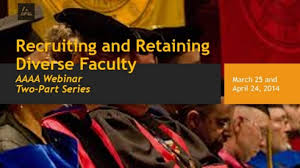 Recruiting and Retaining
Diverse Faculty
AAAA Webinar
Two-Part Series
March 25 and
April 24, 2014